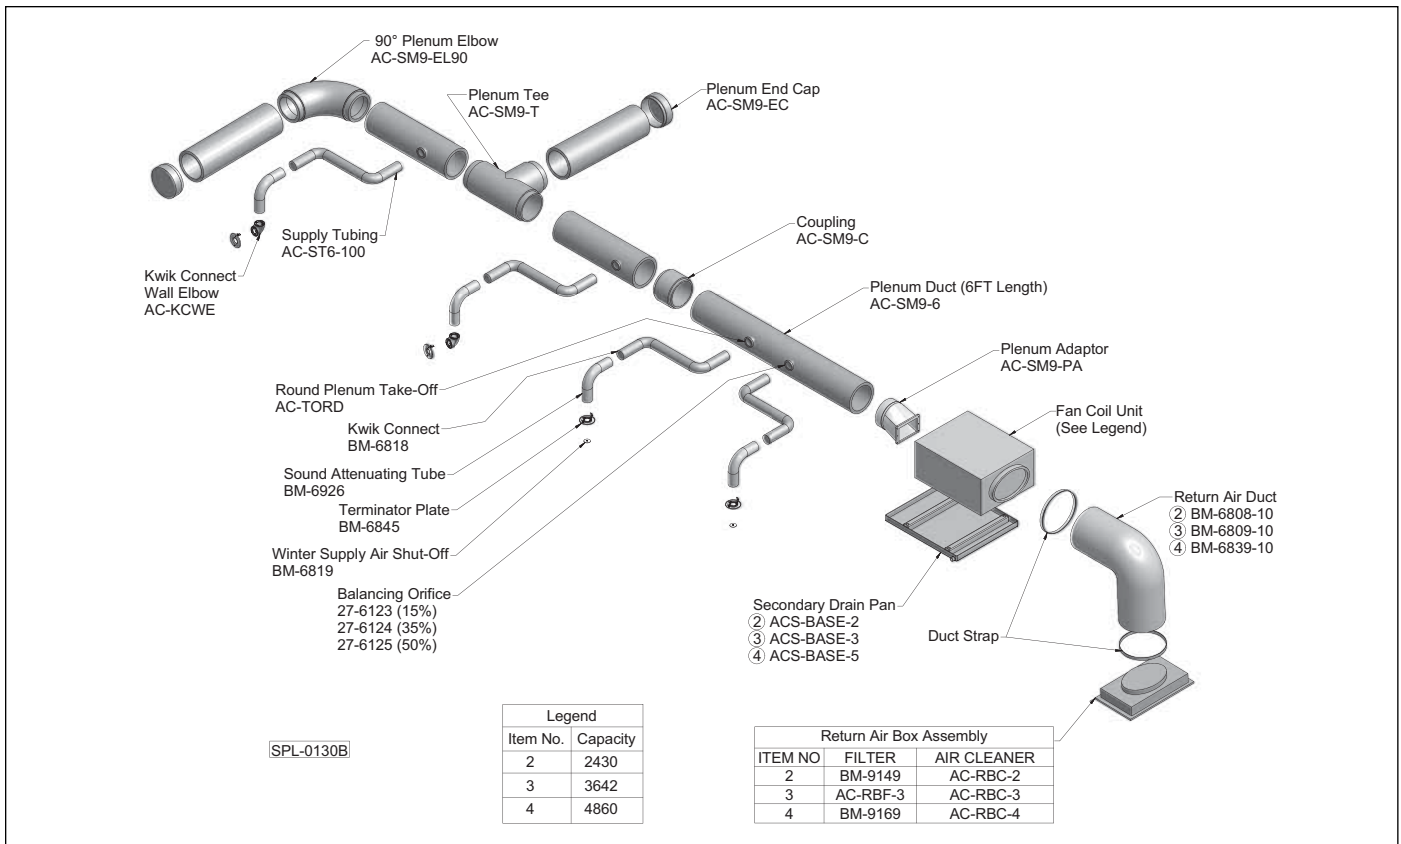 90° Plenum Elbow
AC-SM9-EL90
Plenum Tee
AC-SM9-T
Plenum End Cap
AC-SM9-EC
Supply Tubing
AC-ST6-100
Kwik Connect
Wall Elbow
AC-KCWE
Coupling
AC-SM9-C
Plenum Duct (6FT Length)
AC-SM9-6
Plenum Adaptor
AC-SM9-PA
Fan Coil Unit
(See Legend)
Round Plenum Take-Off
AC-TORD
Kwik Connect
BM-6818
Sound Attenuating Tube
BM-6926
Terminator Plate
BM-6845
Winter Supply Air Shut-Off
BM-6819
Balancing Orifice
27-6123 (15%)
27-6124 (35%)
27-6125 (50%)
Return Air Duct
② BM-6808-10
③ BM-6809-10
④ BM-6839-10
Secondary Drain Pan
② ACS-BASE-2
③ ACS-BASE-3
④ ACS-BASE-5
Duct Strap
SPL-0130B
Legend
Item No. Capacity
2 2430
3 3642
4 4860
Return Air Box Assembly
ITEM NO FILTER AIR CLEANER
2 BM-9149 AC-RBC-2
3 AC-RBF-3 AC-RBC-3
4 BM-9169 AC-RBC-4